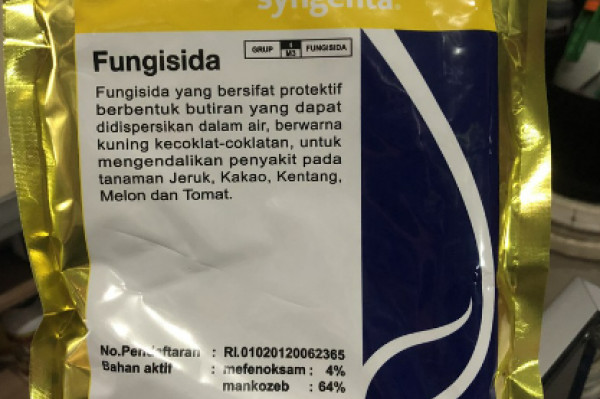 syngenta®
GRUP 4 M3 FUNGISIDA
Fungisida
Fungisida yang bersifat protektif
berbentuk butiran yang dapat
didispersikan dalam air, berwarna
kuning kecoklat-coklatan, untuk
mengendalikan penyakit pada
tanaman Jeruk, Kakao, Kentang,
Melon dan Tomat.
No.Pendaftaran : RI.01020120062365
Bahan aktif : mefenoksam : 4%
mankozeb : 64%